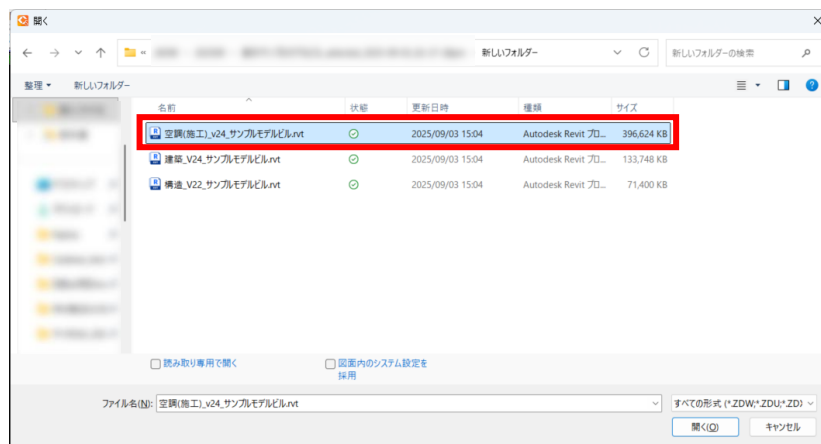 開く
新しいフォルダー
新しいフォルダーの検索
整理 新しいフォルダー
名前 状態 更新日時 種類 サイズ
空調(施工)_v24_サンプルモデルビル.rvt 2025/09/03 15:04 Autodesk Revit プロ... 396,624 KB
建築_V24_サンプルモデルビル.rvt 2025/09/03 15:04 Autodesk Revit プロ... 133,748 KB
構造_V22_サンプルモデルビル.rvt 2025/09/03 15:04 Autodesk Revit プロ... 71,400 KB
読み取り専用で開く
図面内のシステム設定を
採用
ファイル名(N): 空調(施工)_v24_サンプルモデルビル.rvt
すべての形式 (*.ZDW;*.ZDU;*.ZD)
開く(O) キャンセル